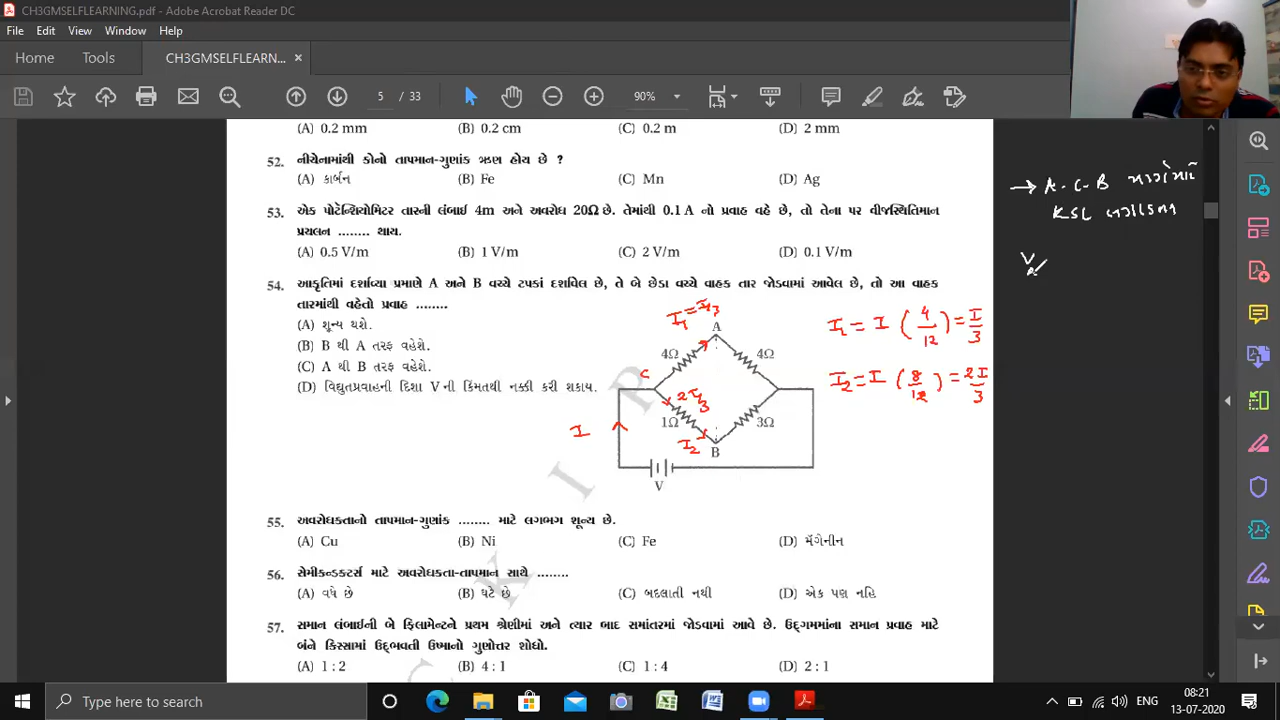 CH3GMSELFLEARNING.pdf - Adobe Acrobat Reader DC
File Edit View Window Help
Home Tools CH3GMSELFLEARN... ×
5 / 33 90%
(A) 0.2 mm (B) 0.2 cm (C) 0.2 m (D) 2 mm
52. નીચેનામાંથી કોનો તાપમાન-ગુણાંક ઋણ હોય છે ?
(A) કાર્બન (B) Fe (C) Mn (D) Ag
53. એક પોટેન્શિયોમિટર તારની લંબાઈ 4m અને અવરોધ 20Ω છે. તેમાંથી 0.1 A નો પ્રવાહ વહે છે, તો તેના પર વીજસ્થિતિમાન
પ્રચલન ........ થાય.
(A) 0.5 V/m (B) 1 V/m (C) 2 V/m (D) 0.1 V/m
54. આકૃતિમાં દર્શાવ્યા પ્રમાણે A અને B વચ્ચે ટપકાં દર્શાવેલ છે, તે બે છેડા વચ્ચે વાહક તાર જોડવામાં આવેલ છે, તો આ વાહક
તારમાંથી વહેતો પ્રવાહ ........
(A) શૂન્ય થશે.
(B) B થી A તરફ વહેશે.
(C) A થી B તરફ વહેશે.
(D) વિદ્યુતપ્રવાહની દિશા V ની કિંમતથી નક્કી કરી શકાય.
I₁ = I/3
A
4Ω 4Ω
C
2I/3
1Ω 3Ω
I
I₂
B
V
I₁ = I (4/12) = I/3
I₂ = I (8/12) = 2I/3
→ A-C-B માર્ગમાં
KSL લગાડતા
V
55. અવરોધકતાનો તાપમાન-ગુણાંક ........ માટે લગભગ શૂન્ય છે.
(A) Cu (B) Ni (C) Fe (D) મૅંગેનીન
56. સેમીકન્ડક્ટર્સ માટે અવરોધકતા-તાપમાન સાથે ........
(A) વધે છે (B) ઘટે છે (C) બદલાતી નથી (D) એક પણ નહિ
57. સમાન લંબાઈની બે ફિલામેન્ટને પ્રથમ શ્રેણીમાં અને ત્યાર બાદ સમાંતરમાં જોડવામાં આવે છે. ઉદ્ગમમાંના સમાન પ્રવાહ માટે
બંને કિસ્સામાં ઉદ્ભવતી ઉષ્માનો ગુણોત્તર શોધો.
(A) 1 : 2 (B) 4 : 1 (C) 1 : 4 (D) 2 : 1
K I R
Type here to search
ENG 08:21
13-07-2020